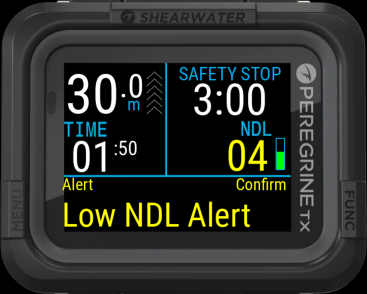 SHEARWATER
30.0
m
SAFETY STOP
3:00
TIME
01:50
NDL
04
Alert
Confirm
Low NDL Alert
PEREGRINE TX
MENU
FUNC